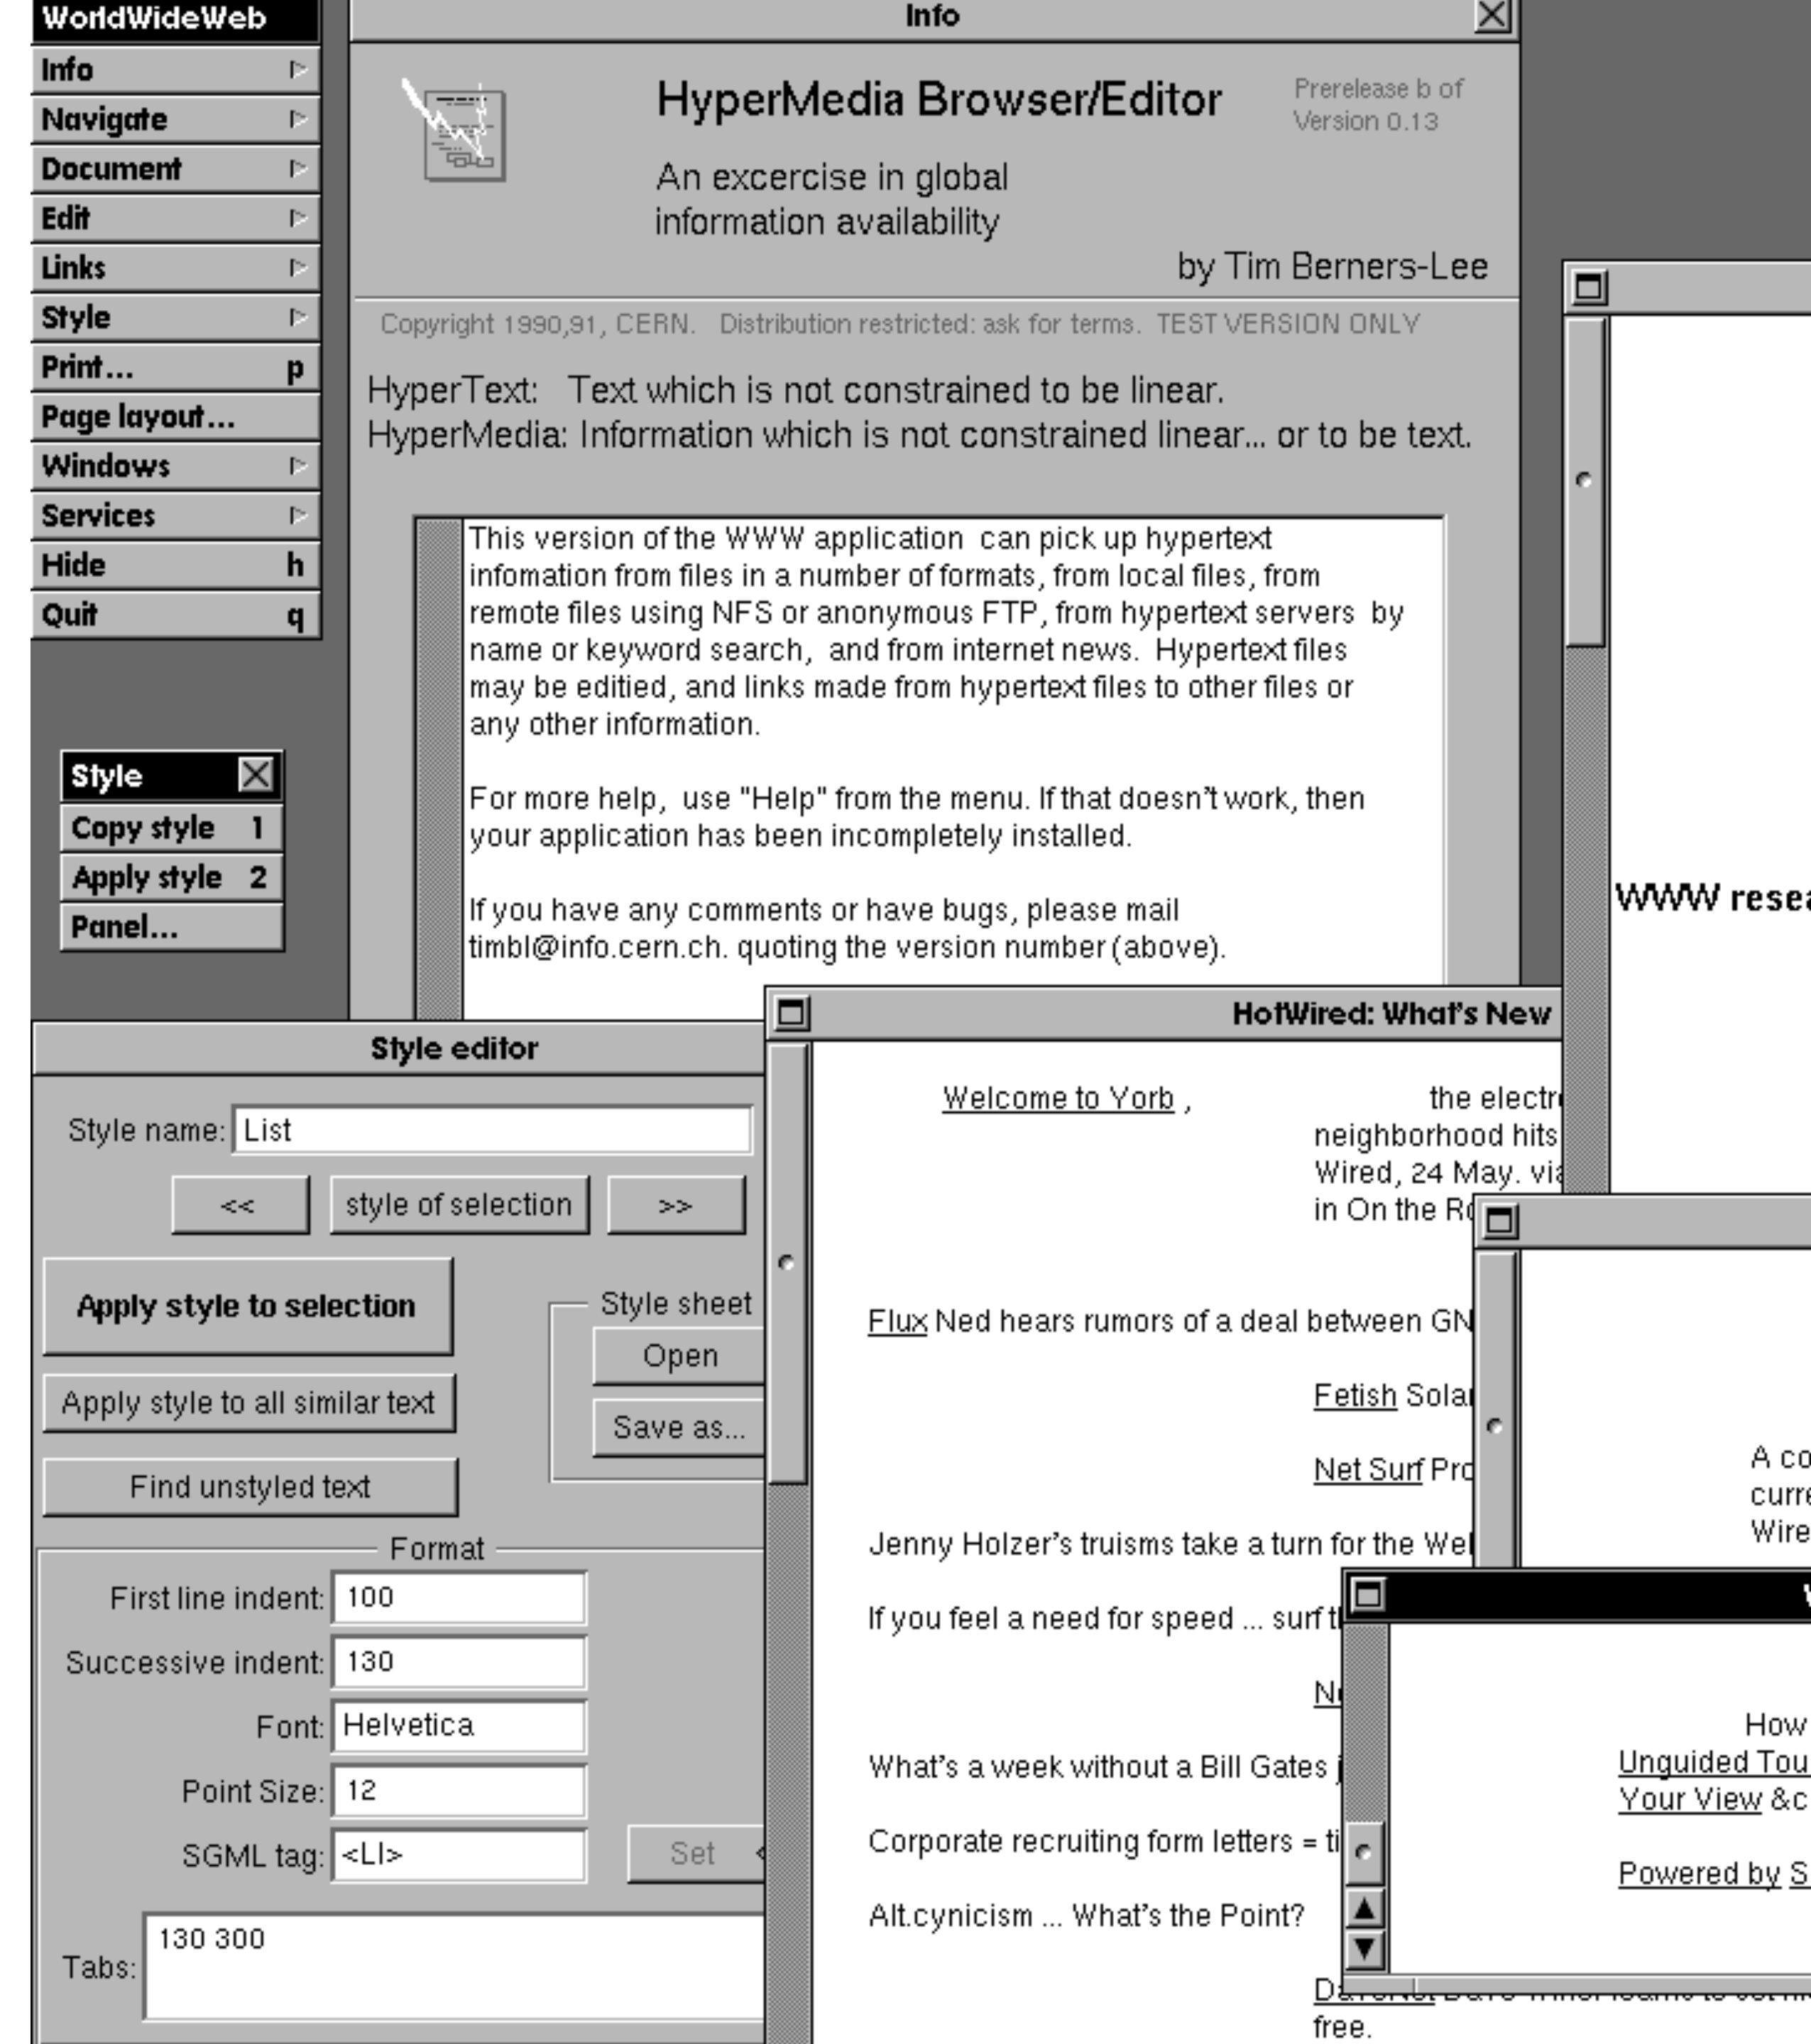 WorldWideWeb
Info
Navigate
Document
Edit
Links
Style
Print... p
Page layout...
Windows
Services
Hide h
Quit q
Style
Copy style 1
Apply style 2
Panel...
Info
HyperMedia Browser/Editor
Prerelease b of
Version 0.13
An excercise in global
information availability
by Tim Berners-Lee
Copyright 1990,91, CERN. Distribution restricted: ask for terms. TEST VERSION ONLY
HyperText: Text which is not constrained to be linear.
HyperMedia: Information which is not constrained linear... or to be text.
This version of the WWW application can pick up hypertext
infomation from files in a number of formats, from local files, from
remote files using NFS or anonymous FTP, from hypertext servers by
name or keyword search, and from internet news. Hypertext files
may be editied, and links made from hypertext files to other files or
any other information.
For more help, use "Help" from the menu. If that doesn't work, then
your application has been incompletely installed.
If you have any comments or have bugs, please mail
timbl@info.cern.ch. quoting the version number (above).
Style editor
Style name: List
<< style of selection >>
Apply style to selection
Apply style to all similar text
Find unstyled text
Style sheet
Open
Save as...
Format
First line indent: 100
Successive indent: 130
Font: Helvetica
Point Size: 12
SGML tag: <LI>
Set
Tabs: 130 300
HotWired: What's New
Welcome to Yorb , the
neighborhood hits
Wired, 24 May. via
in On the
Flux Ned hears rumors of a deal between
Fetish
Net Surf
Jenny Holzer's truisms take a turn for the
If you feel a need for speed ... surf
What's a week without a Bill Gates
Corporate recruiting form letters =
Alt.cynicism ... What's the Point?
free.
WWW
A
How
Unguided
Your View
Powered by